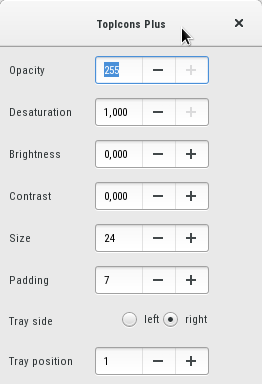 TopIcons Plus
Opacity 255
Desaturation 1,000
Brightness 0,000
Contrast 0,000
Size 24
Padding 7
Tray side left right
Tray position 1